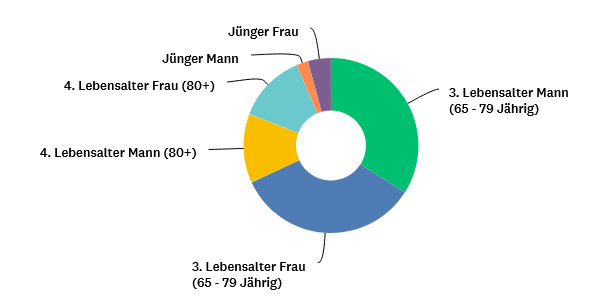 Jünger Frau
Jünger Mann
4. Lebensalter Frau (80+)
3. Lebensalter Mann
(65 - 79 Jährig)
4. Lebensalter Mann (80+)
3. Lebensalter Frau
(65 - 79 Jährig)